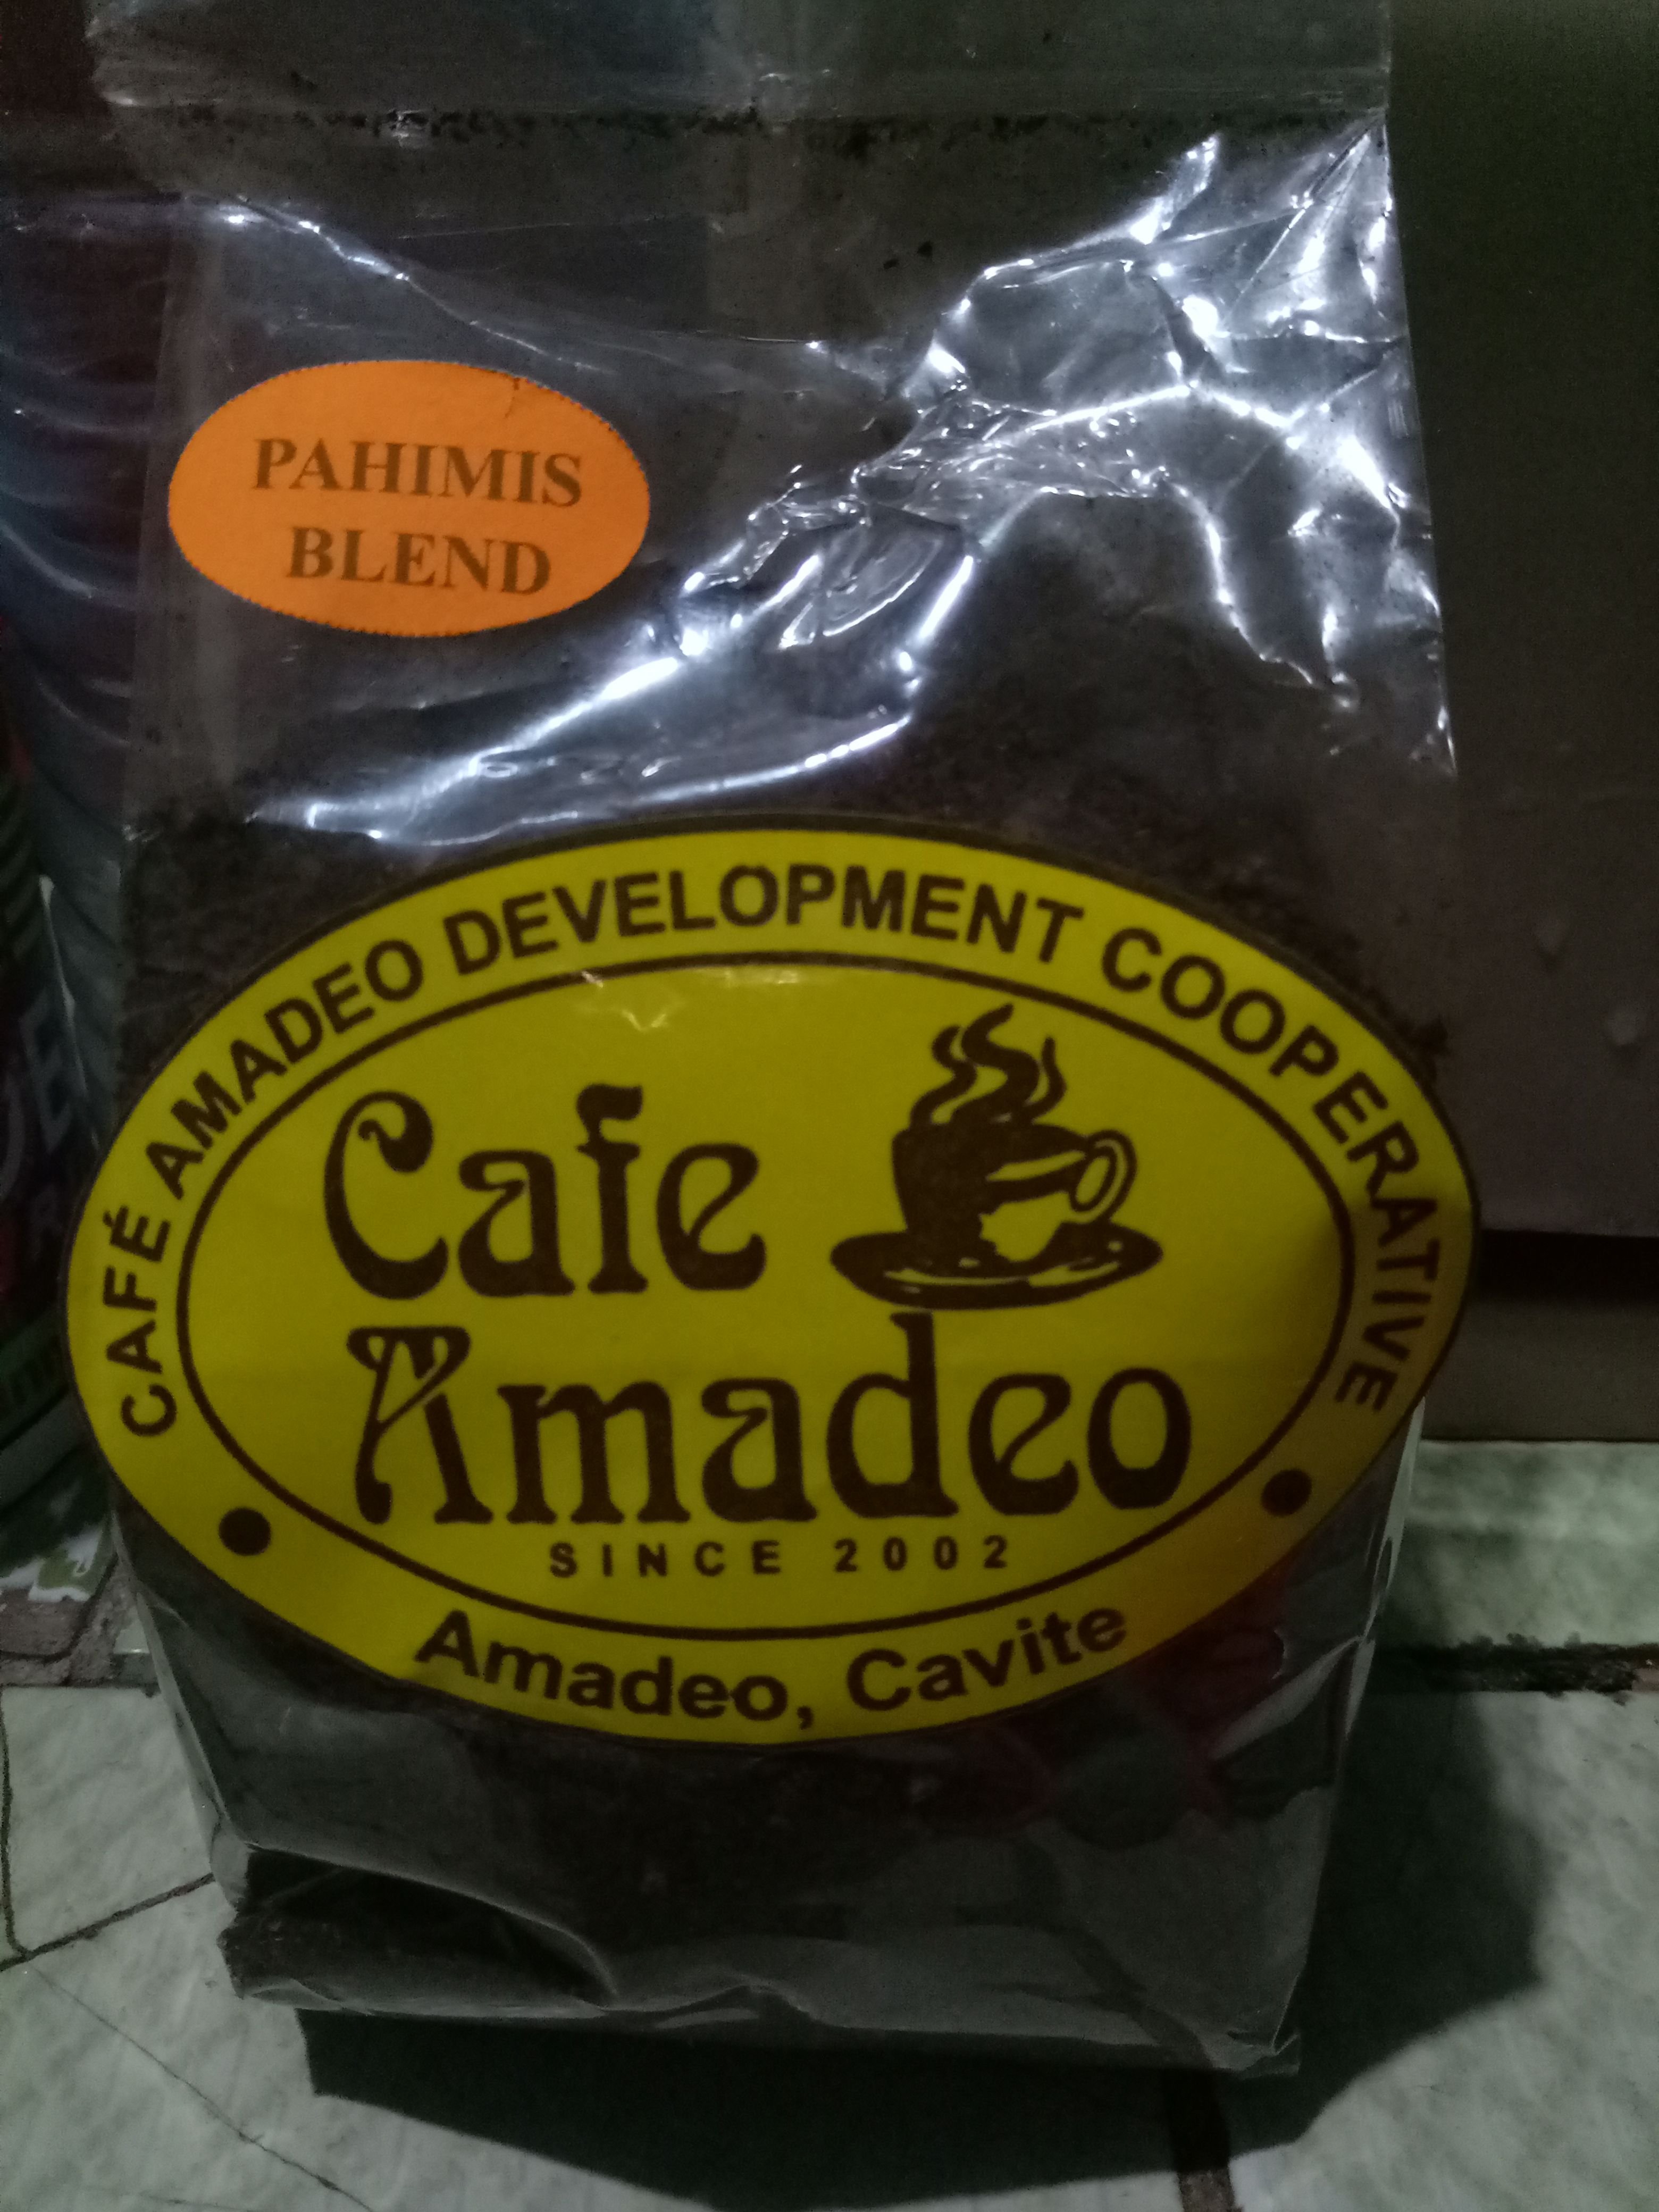 PAHIMIS
BLEND
CAFÉ AMADEO DEVELOPMENT COOPERATIVE
Cafe
Amadeo
SINCE 2002
Amadeo, Cavite